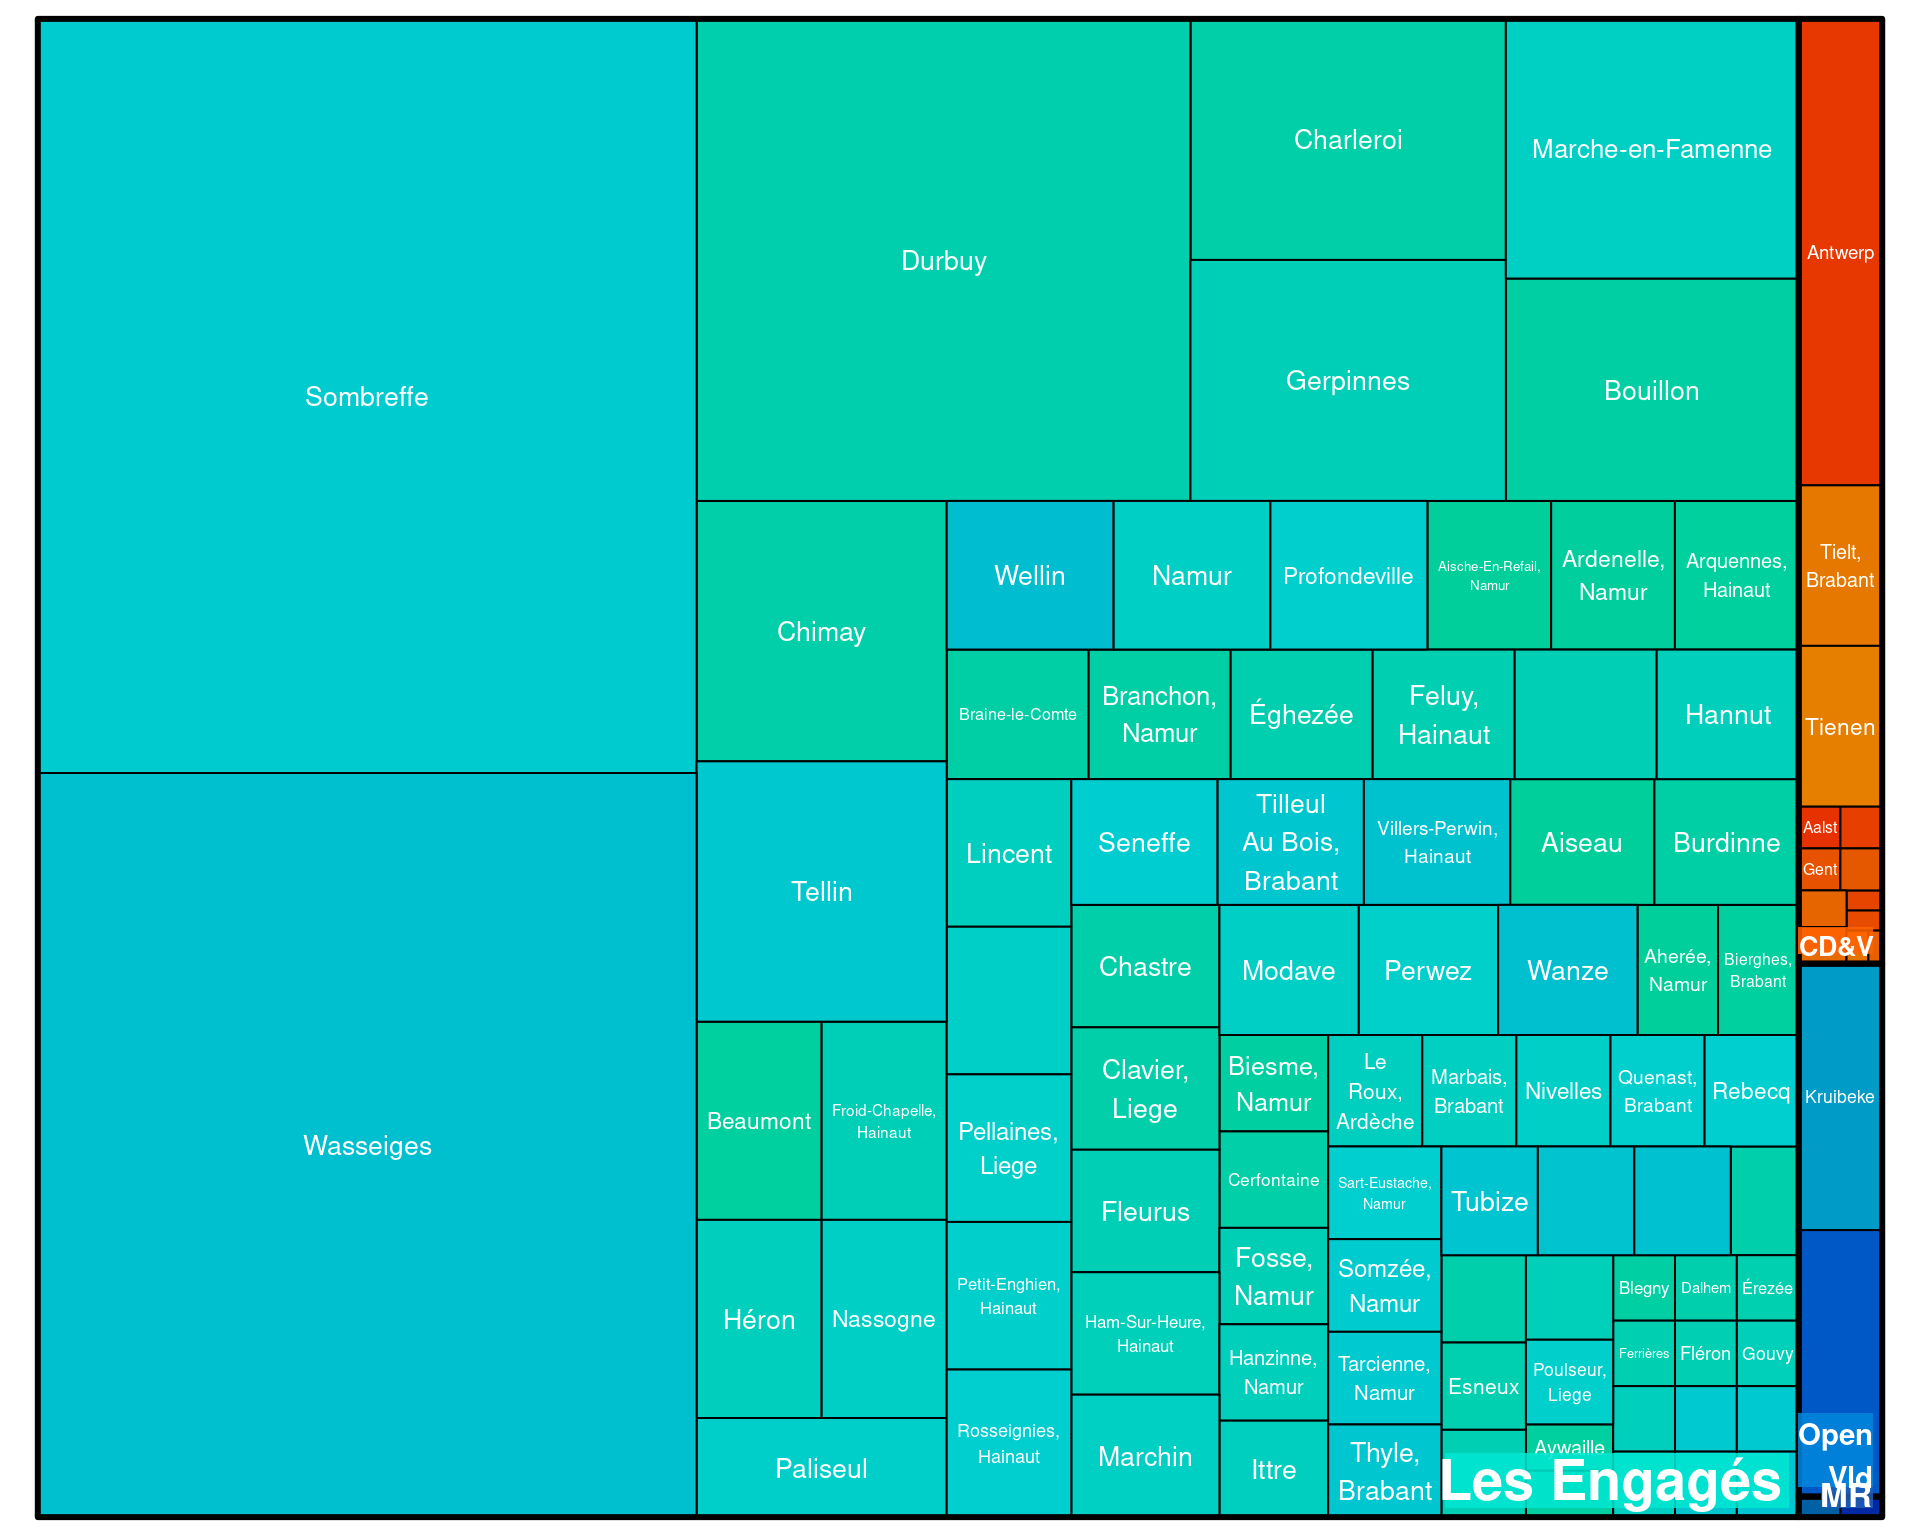 Sombreffe
Wasseiges
Durbuy
Charleroi
Marche-en-Famenne
Gerpinnes
Bouillon
Chimay
Tellin
Beaumont
Froid-Chapelle,
Hainaut
Héron
Nassogne
Paliseul
Wellin
Namur
Profondeville
Aische-En-Refail,
Namur
Ardenelle,
Namur
Arquennes,
Hainaut
Braine-le-Comte
Branchon,
Namur
Éghezée
Feluy,
Hainaut
Hannut
Lincent
Pellaines,
Liege
Petit-Enghien,
Hainaut
Rosseignies,
Hainaut
Seneffe
Tilleul
Au Bois,
Brabant
Villers-Perwin,
Hainaut
Aiseau
Burdinne
Chastre
Clavier,
Liege
Fleurus
Ham-Sur-Heure,
Hainaut
Marchin
Modave
Perwez
Wanze
Aherée,
Namur
Bierghes,
Brabant
Biesme,
Namur
Cerfontaine
Fosse,
Namur
Hanzinne,
Namur
Ittre
Le
Roux,
Ardèche
Marbais,
Brabant
Nivelles
Quenast,
Brabant
Rebecq
Sart-Eustache,
Namur
Somzée,
Namur
Tarcienne,
Namur
Thyle,
Brabant
Tubize
Esneux
Poulseur,
Liege
Aywaille
Blegny
Dalhem
Érezée
Ferrières
Fléron
Gouvy
Les Engagés
Antwerp
Tielt,
Brabant
Tienen
Aalst
Gent
CD&V
Kruibeke
Open
Vld
MR